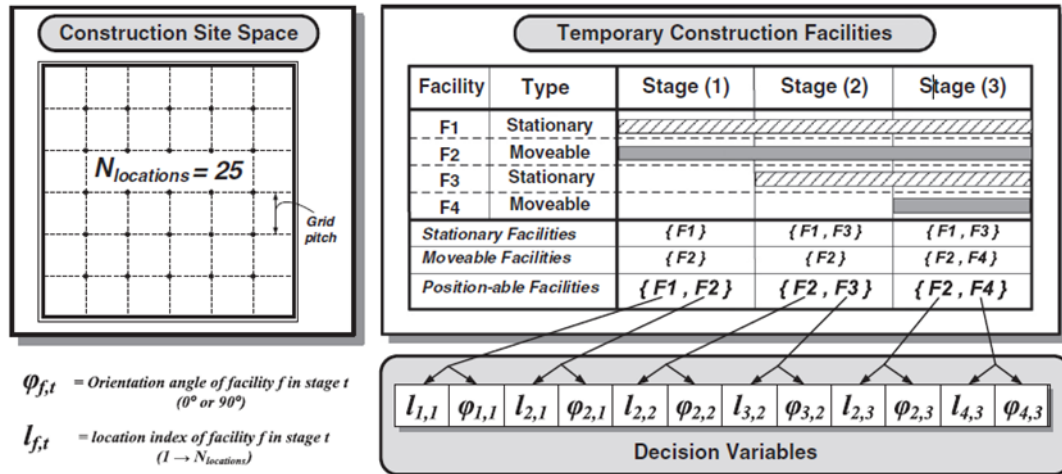 Construction Site Space
N_locations = 25
Grid
pitch
φ_f,t = Orientation angle of facility f in stage t
(0° or 90°)
l_f,t = location index of facility f in stage t
(1 → N_locations)
Temporary Construction Facilities
Facility Type Stage (1) Stage (2) Stage (3)
F1 Stationary
F2 Moveable
F3 Stationary
F4 Moveable
Stationary Facilities { F1 } { F1 , F3 } { F1 , F3 }
Moveable Facilities { F2 } { F2 } { F2 , F4 }
Position-able Facilities { F1 , F2 } { F2 , F3 } { F2 , F4 }
l_1,1 φ_1,1 l_2,1 φ_2,1 l_2,2 φ_2,2 l_3,2 φ_3,2 l_2,3 φ_2,3 l_4,3 φ_4,3
Decision Variables